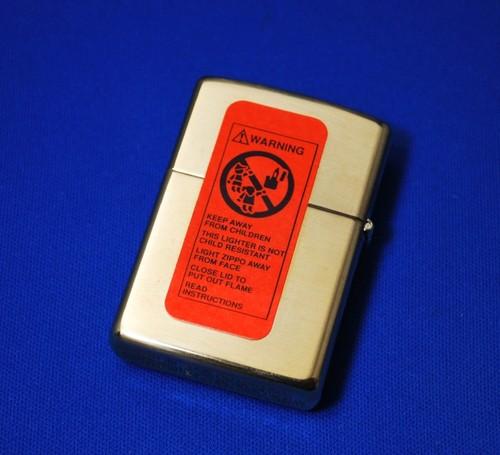 WARNING
KEEP AWAY
FROM CHILDREN
THIS LIGHTER IS NOT
CHILD RESISTANT
LIGHT ZIPPO AWAY
FROM FACE
CLOSE LID TO
PUT OUT FLAME
READ
INSTRUCTIONS